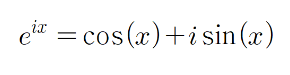 e^{ix} = cos(x) + i sin(x)